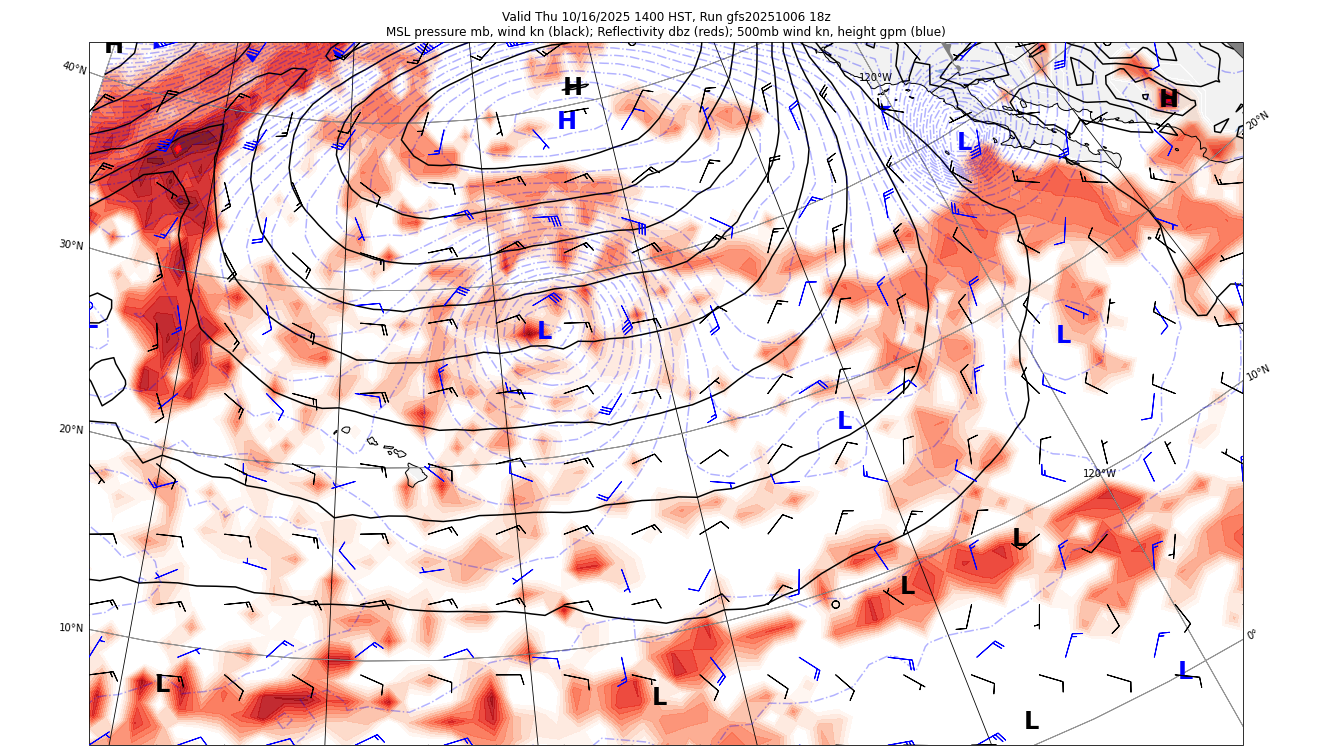 Valid Thu 10/16/2025 1400 HST, Run gfs20251006 18z
MSL pressure mb, wind kn (black); Reflectivity dbz (reds); 500mb wind kn, height gpm (blue)
H
40°N
H
120°W
H
H
20°N
L
30°N
L
L
10°N
L
20°N
120°W
L
L
10°N
0°
L
L
L
L